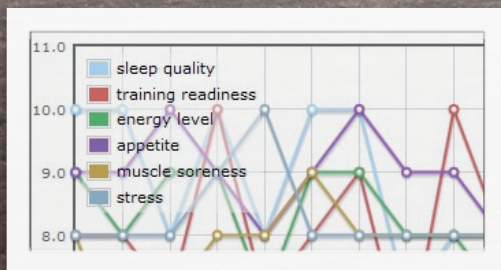 11.0
sleep quality
training readiness
10.0
energy level
appetite
9.0
muscle soreness
stress
8.0